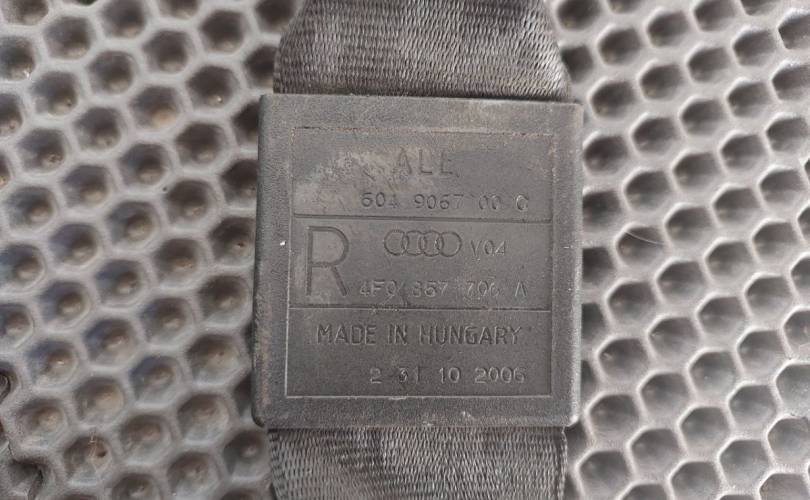 ALE
604 9067 00 C
R
V04
4F0 857 706 A
MADE IN HUNGARY
2 31 10 2006